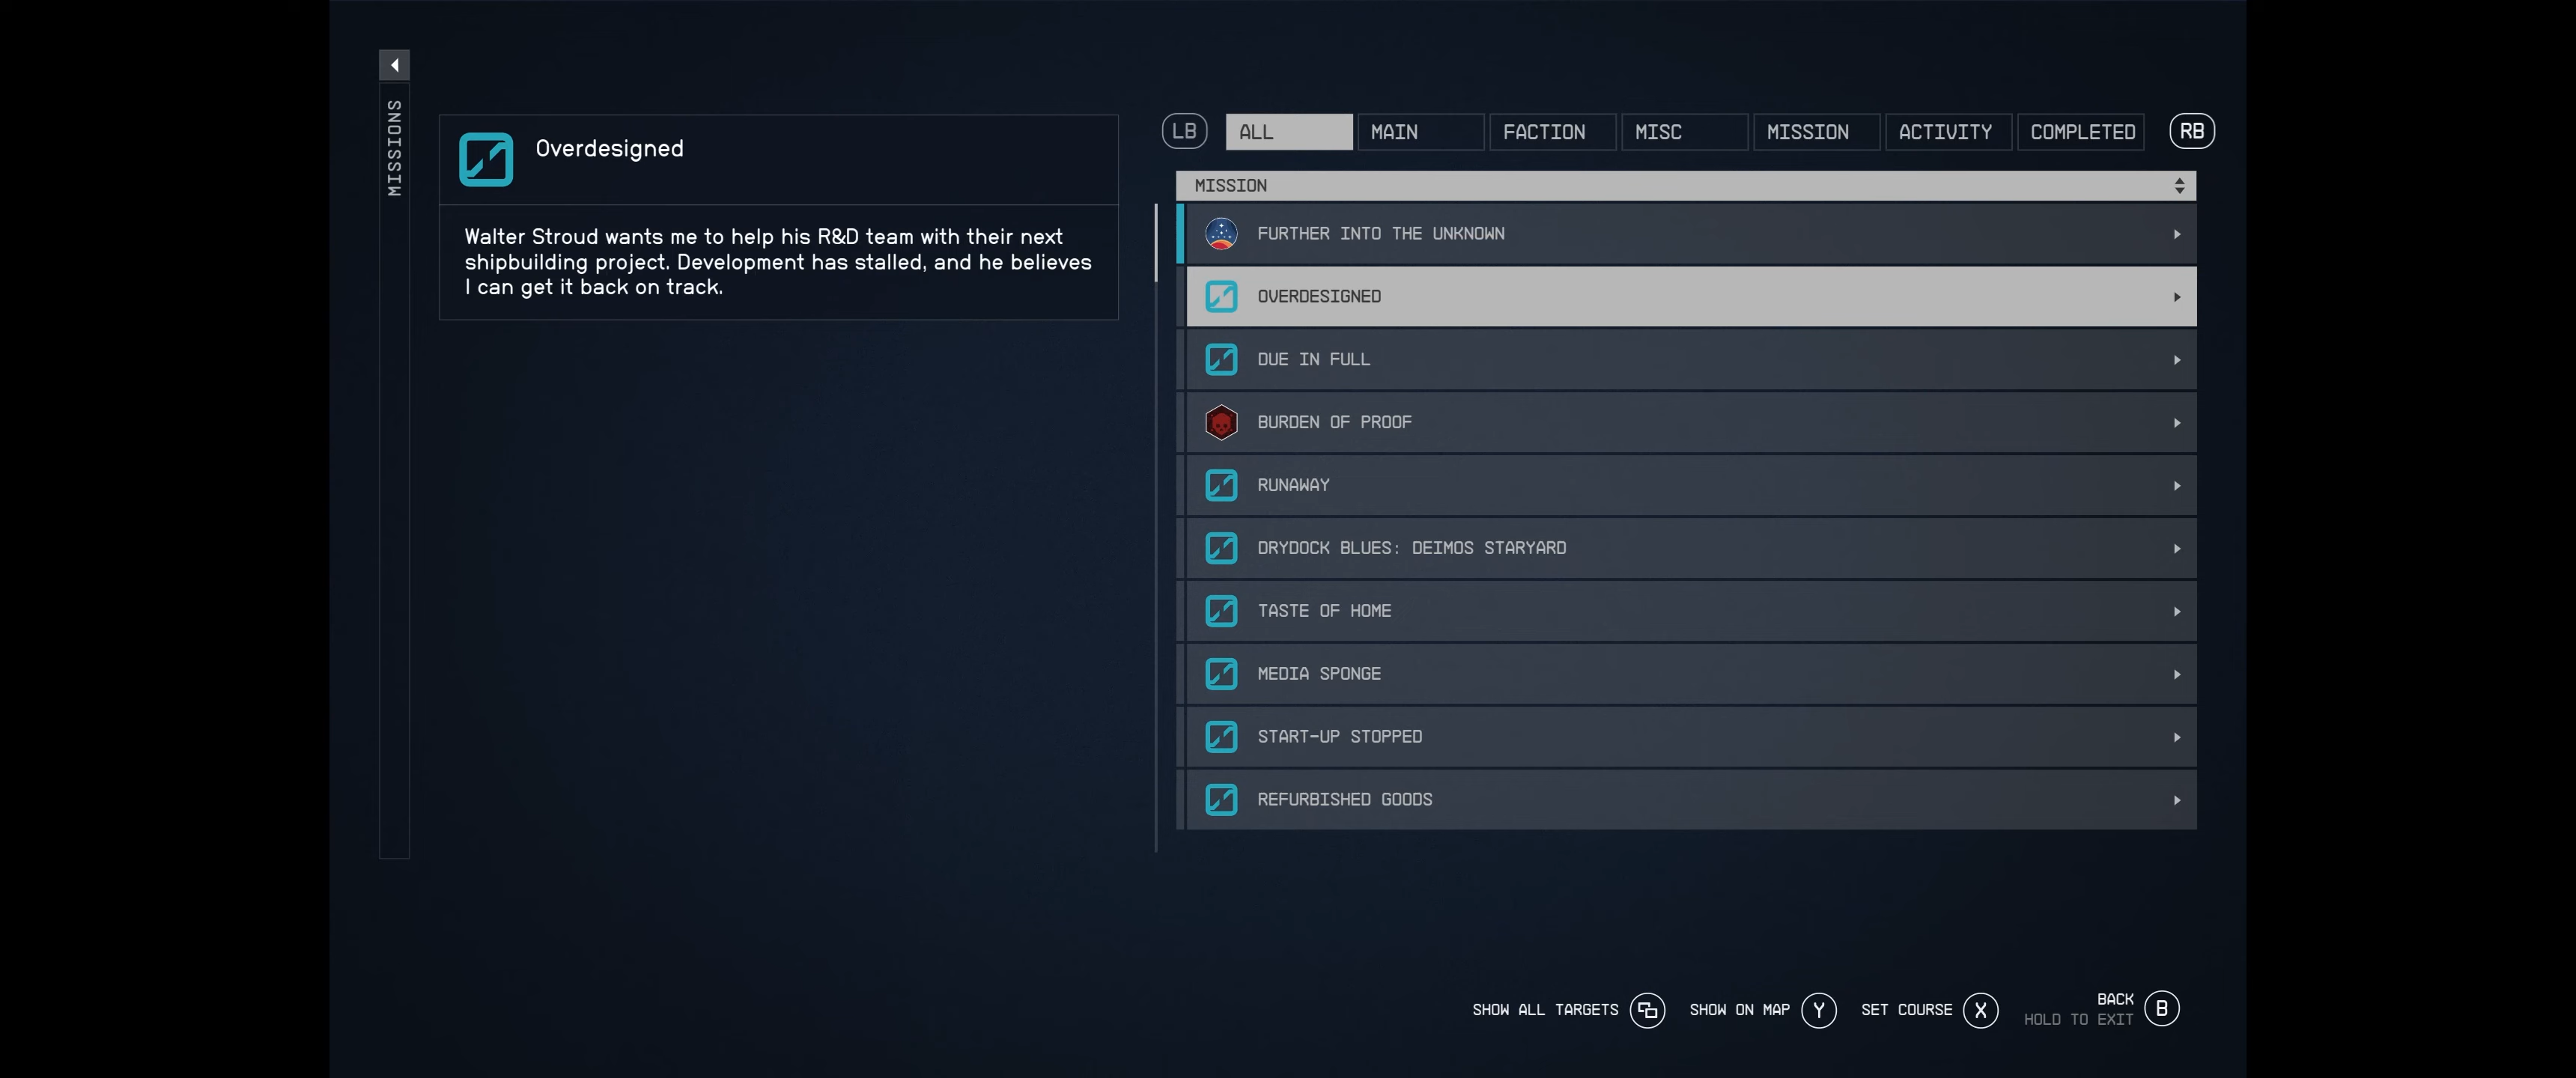 MISSIONS
Overdesigned
Walter Stroud wants me to help his R&D team with their next
shipbuilding project. Development has stalled, and he believes
I can get it back on track.
LB
ALL
MAIN
FACTION
MISC
MISSION
ACTIVITY
COMPLETED
RB
MISSION
FURTHER INTO THE UNKNOWN
OVERDESIGNED
DUE IN FULL
BURDEN OF PROOF
RUNAWAY
DRYDOCK BLUES: DEIMOS STARYARD
TASTE OF HOME
MEDIA SPONGE
START-UP STOPPED
REFURBISHED GOODS
SHOW ALL TARGETS
SHOW ON MAP Y
SET COURSE X
BACK B
HOLD TO EXIT